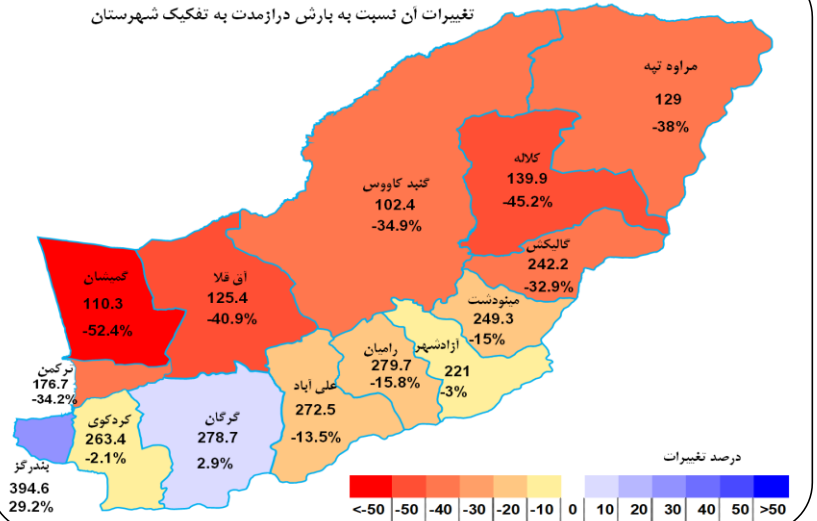 تغییرات آن نسبت به بارش درازمدت به تفکیک شهرستان
مراوه تپه
129
-38%
کلاله
139.9
-45.2%
گنبد کاووس
102.4
-34.9%
گالیکش
242.2
-32.9%
گمیشان
110.3
-52.4%
آق قلا
125.4
-40.9%
مینودشت
249.3
-15%
آزادشهر
221
-3%
رامیان
279.7
-15.8%
علی آباد
272.5
-13.5%
ترکمن
176.7
-34.2%
کردکوی
263.4
-2.1%
گرگان
278.7
2.9%
بندرگز
394.6
29.2%
درصد تغییرات
<-50 -50 -40 -30 -20 -10 0 10 20 30 40 50 >50